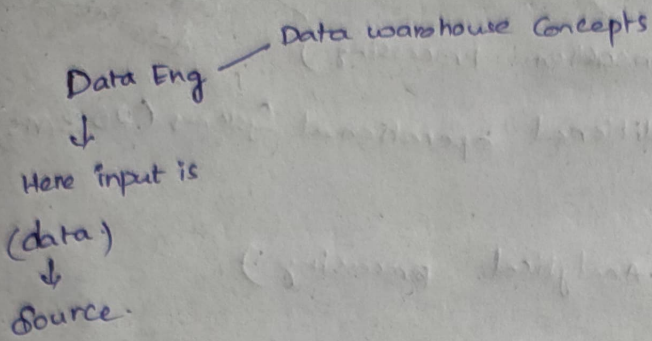 Data warehouse Concepts
Data Eng —
↓
Here input is
(data)
↓
Source.